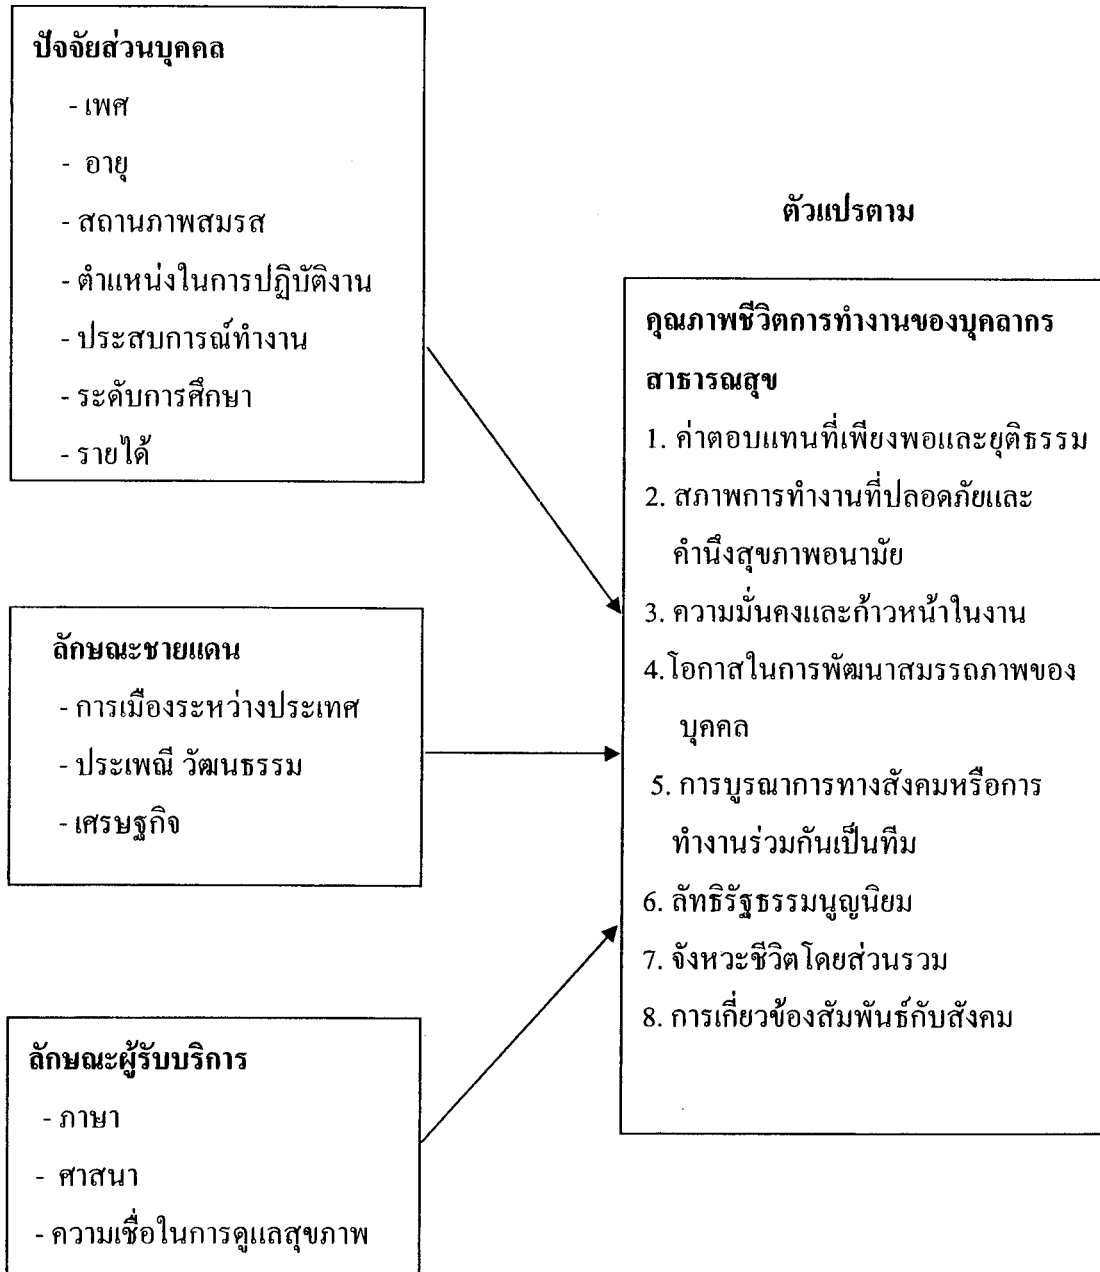 ปัจจัยส่วนบุคคล
- เพศ
- อายุ
- สถานภาพสมรส
- ตำแหน่งในการปฏิบัติงาน
- ประสบการณ์ทำงาน
- ระดับการศึกษา
- รายได้
ลักษณะชายแดน
- การเมืองระหว่างประเทศ
- ประเพณี วัฒนธรรม
- เศรษฐกิจ
ลักษณะผู้รับบริการ
- ภาษา
- ศาสนา
- ความเชื่อในการดูแลสุขภาพ
ตัวแปรตาม
คุณภาพชีวิตการทำงานของบุคลากร
สาธารณสุข
1. ค่าตอบแทนที่เพียงพอและยุติธรรม
2. สภาพการทำงานที่ปลอดภัยและ
คำนึงสุขภาพอนามัย
3. ความมั่นคงและก้าวหน้าในงาน
4.โอกาสในการพัฒนาสมรรถภาพของ
บุคคล
5. การบูรณาการทางสังคมหรือการ
ทำงานร่วมกันเป็นทีม
6. ลัทธิรัฐธรรมนูญนิยม
7. จังหวะชีวิตโดยส่วนรวม
8. การเกี่ยวข้องสัมพันธ์กับสังคม